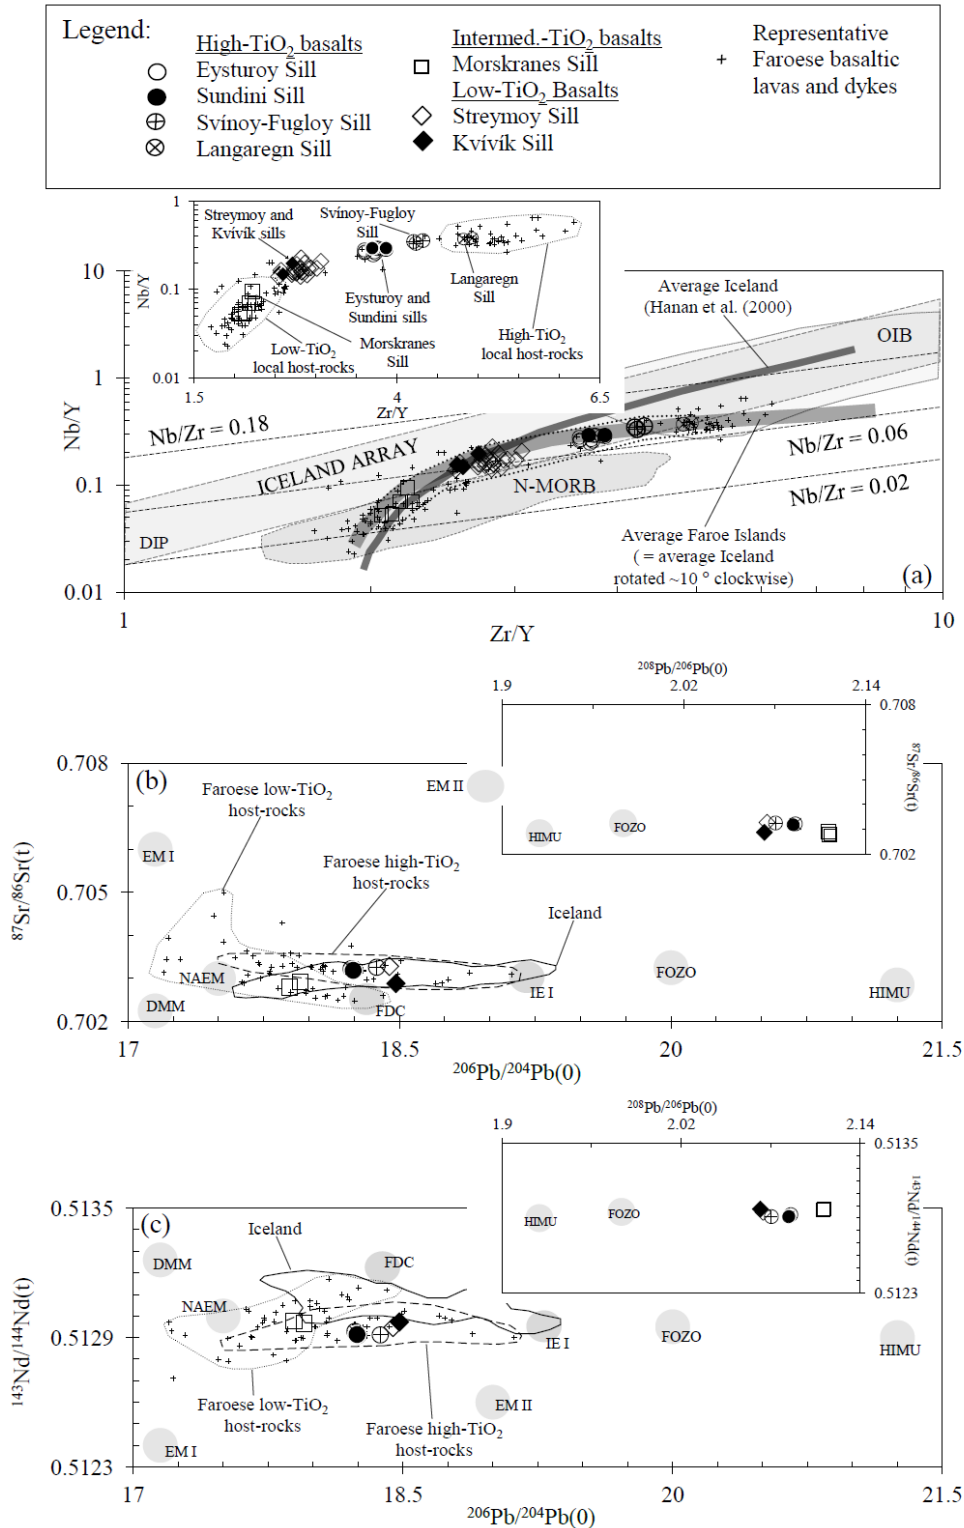 Legend:
High-TiO₂ basalts
Eysturoy Sill
Sundini Sill
Svínoy-Fugloy Sill
Langaregn Sill
Intermed.-TiO₂ basalts
Morskranes Sill
Low-TiO₂ Basalts
Streymoy Sill
Kvívík Sill
Representative
Faroese basaltic
lavas and dykes
1
0.1
0.01
Nb/Y
Streymoy and
Kvívík sills
Svínoy-Fugloy
Sill
Langaregn
Sill
Eysturoy and
Sundini sills
High-TiO₂
local host-rocks
Low-TiO₂
local host-rocks
Morskranes
Sill
1.5
4
6.5
Zr/Y
10
1
0.1
0.01
Nb/Y
Average Iceland
(Hanan et al. (2000)
OIB
Nb/Zr = 0.18
ICELAND ARRAY
Nb/Zr = 0.06
N-MORB
Nb/Zr = 0.02
DIP
Average Faroe Islands
( = average Iceland
rotated ~10 ° clockwise)
(a)
1
10
Zr/Y
²⁰⁸Pb/²⁰⁶Pb(0)
1.9
2.02
2.14
0.708
0.702
⁸⁷Sr/⁸⁶Sr(t)
HIMU
FOZO
(b)
0.708
0.705
0.702
⁸⁷Sr/⁸⁶Sr(t)
Faroese low-TiO₂
host-rocks
EM II
EM I
Faroese high-TiO₂
host-rocks
Iceland
NAEM
DMM
FDC
IE I
FOZO
HIMU
17
18.5
20
21.5
²⁰⁶Pb/²⁰⁴Pb(0)
²⁰⁸Pb/²⁰⁶Pb(0)
1.9
2.02
2.14
0.5135
0.5123
¹⁴³Nd/¹⁴⁴Nd(t)
HIMU
FOZO
(c)
0.5135
0.5129
0.5123
¹⁴³Nd/¹⁴⁴Nd(t)
Iceland
DMM
FDC
NAEM
IE I
FOZO
HIMU
Faroese low-TiO₂
host-rocks
EM II
Faroese high-TiO₂
host-rocks
EM I
17
18.5
20
21.5
²⁰⁶Pb/²⁰⁴Pb(0)